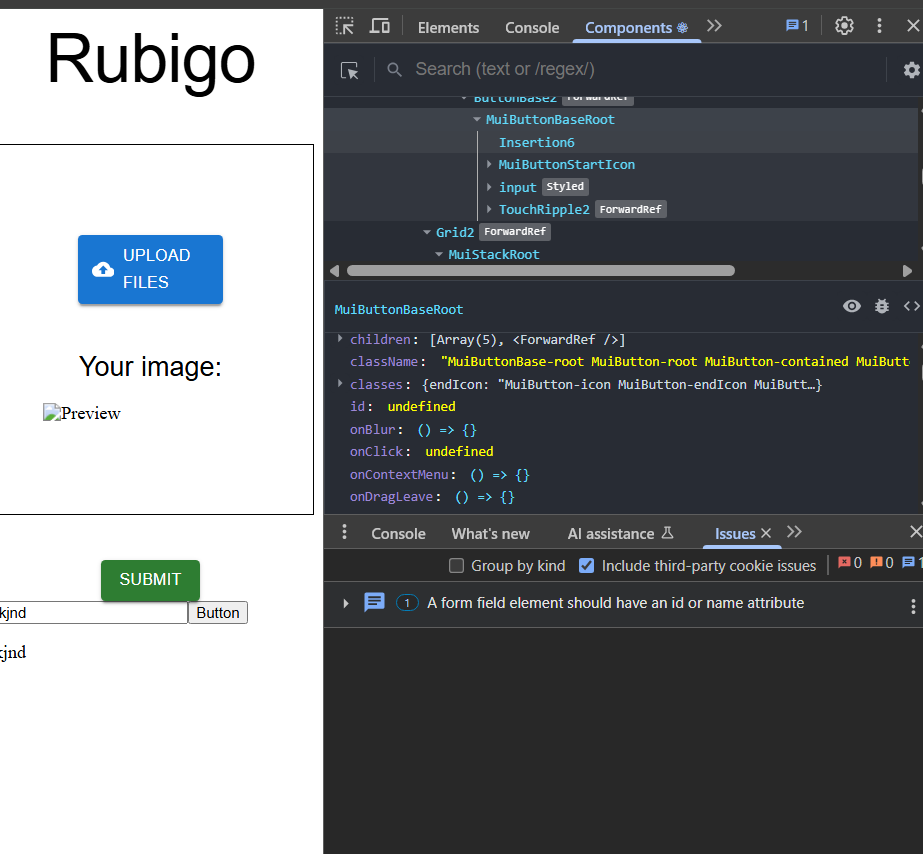 Rubigo
UPLOAD
FILES
Your image:
Preview
SUBMIT
kjnd
Button
kjnd
Elements
Console
Components
1
Search (text or /regex/)
ButtonBase2 ForwardRef
MuiButtonBaseRoot
Insertion6
MuiButtonStartIcon
input Styled
TouchRipple2 ForwardRef
Grid2 ForwardRef
MuiStackRoot
MuiButtonBaseRoot
children: [Array(5), <ForwardRef />]
className: "MuiButtonBase-root MuiButton-root MuiButton-contained MuiButt
classes: {endIcon: "MuiButton-icon MuiButton-endIcon MuiButt…}
id: undefined
onBlur: () => {}
onClick: undefined
onContextMenu: () => {}
onDragLeave: () => {}
Console
What's new
AI assistance
Issues
Group by kind
Include third-party cookie issues
0
0
1
1 A form field element should have an id or name attribute